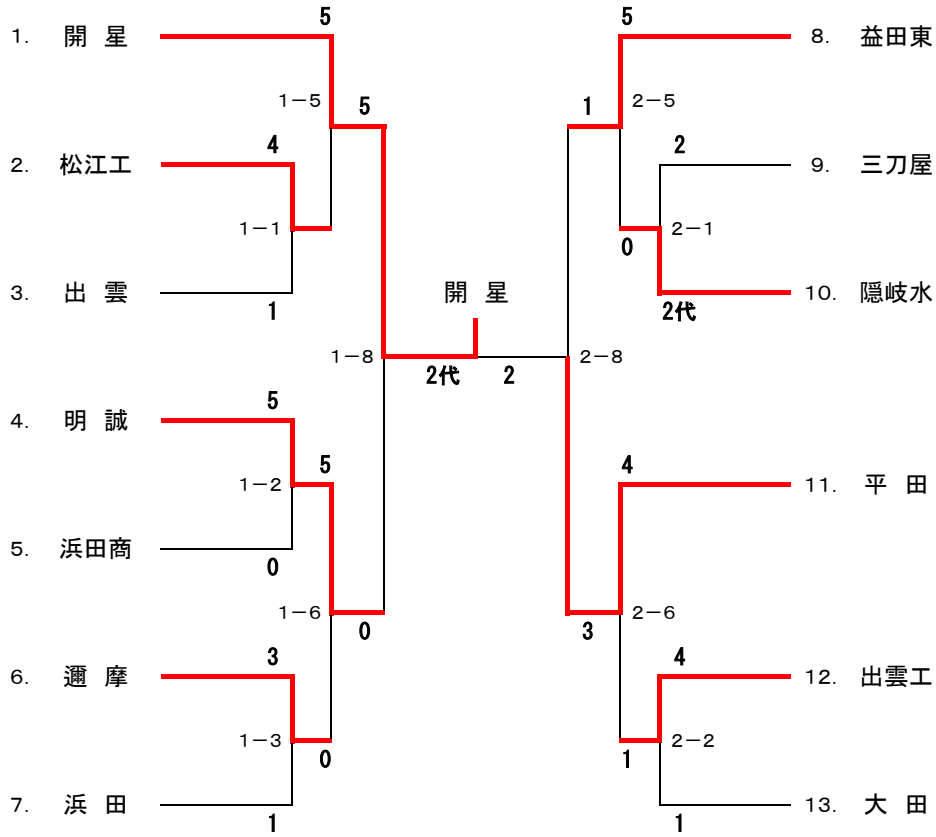 5 5
1. 開 星 8. 益田東
1－5 5 1 2－5
4 2
2. 松江工 9. 三刀屋
1－1 2－1
0
3. 出 雲 開 星 10. 隠岐水
1 2代
1－8 2－8
2代 2
5
4. 明 誠
5 4
1－2 11. 平 田
5. 浜田商
0
1－6 2－6
0 3
3 4
6. 邇 摩 12. 出雲工
1－3 2－2
0 1
7. 浜 田 13. 大 田
1 1